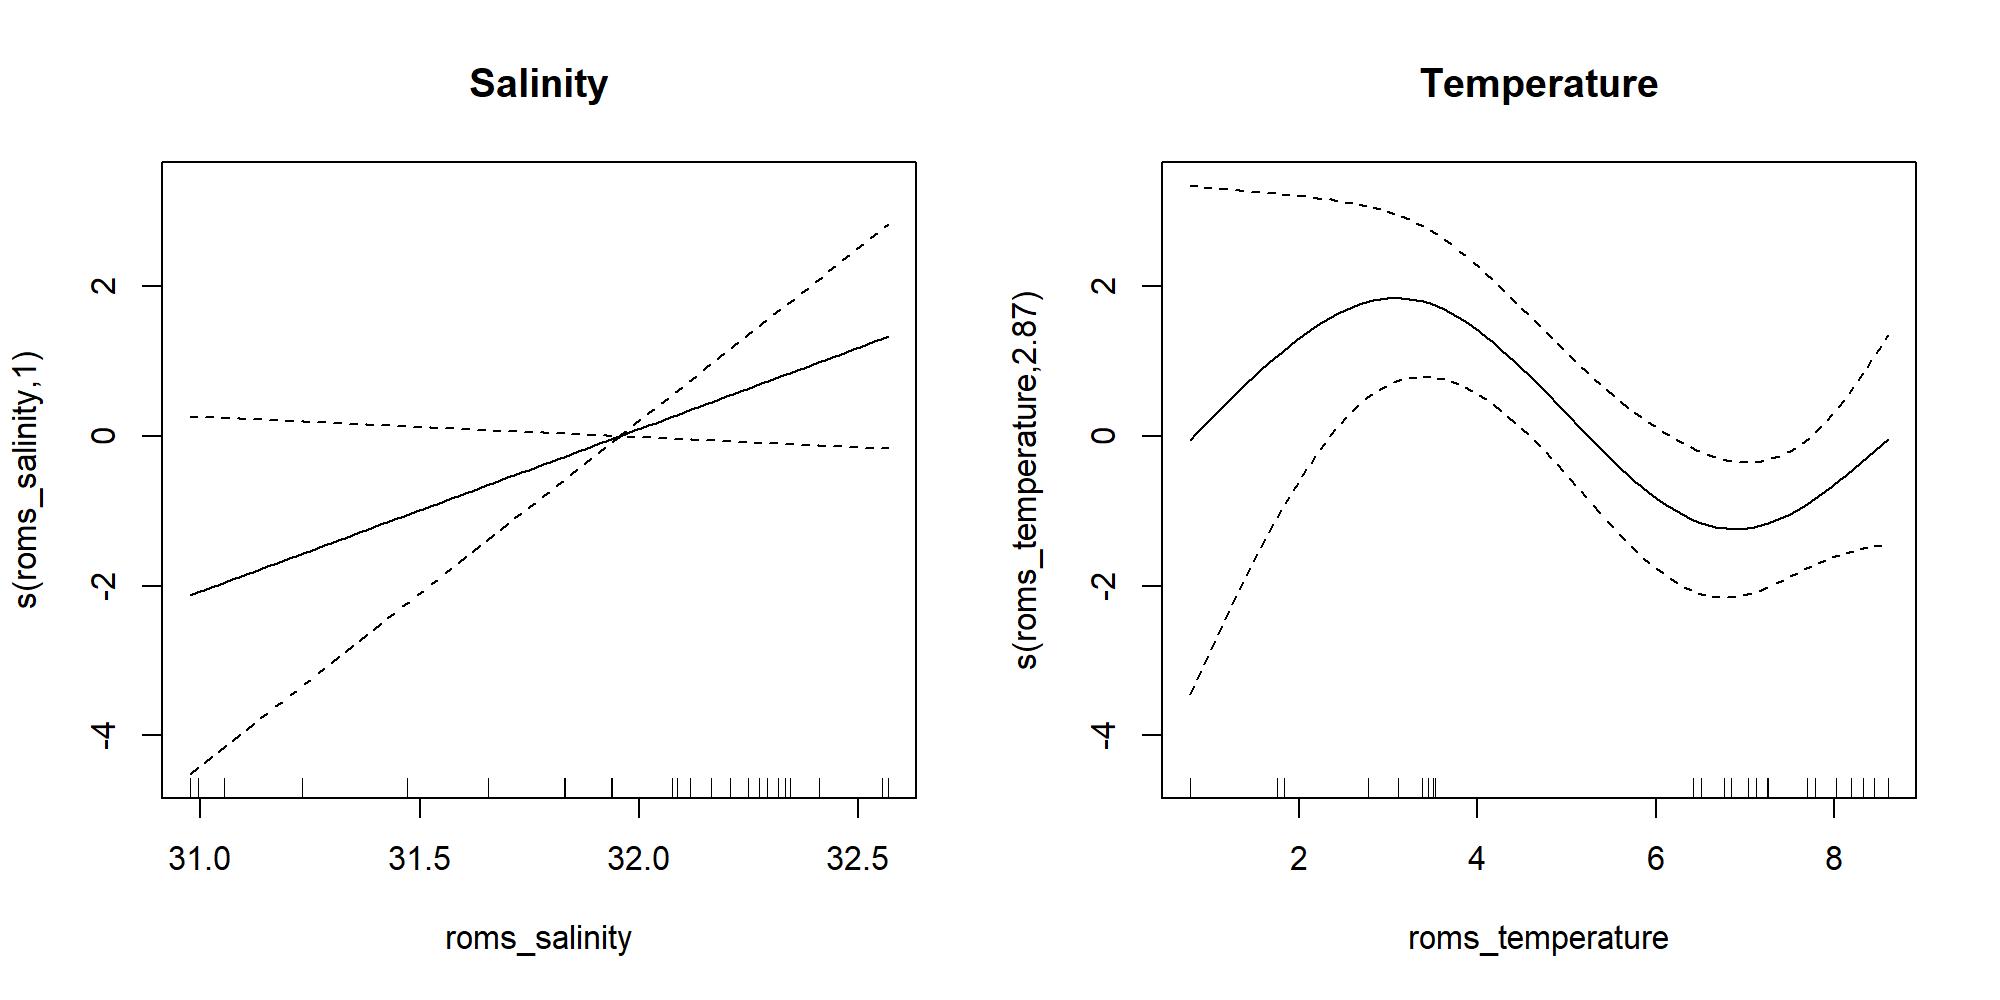 Salinity
s(roms_salinity,1)
2
0
-2
-4
31.0 31.5 32.0 32.5
roms_salinity
Temperature
s(roms_temperature,2.87)
2
0
-2
-4
2 4 6 8
roms_temperature